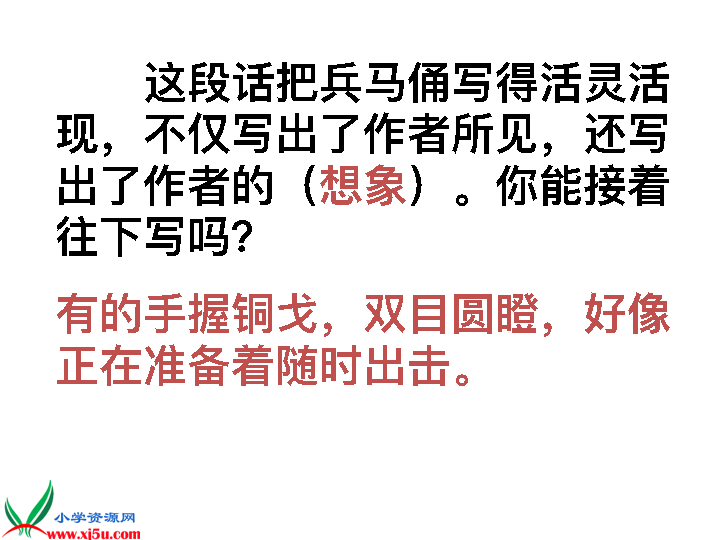 这段话把兵马俑写得活灵活
现，不仅写出了作者所见，还写
出了作者的（想象）。你能接着
往下写吗？
有的手握铜戈，双目圆瞪，好像
正在准备着随时出击。
小学资源网
www.xj5u.com